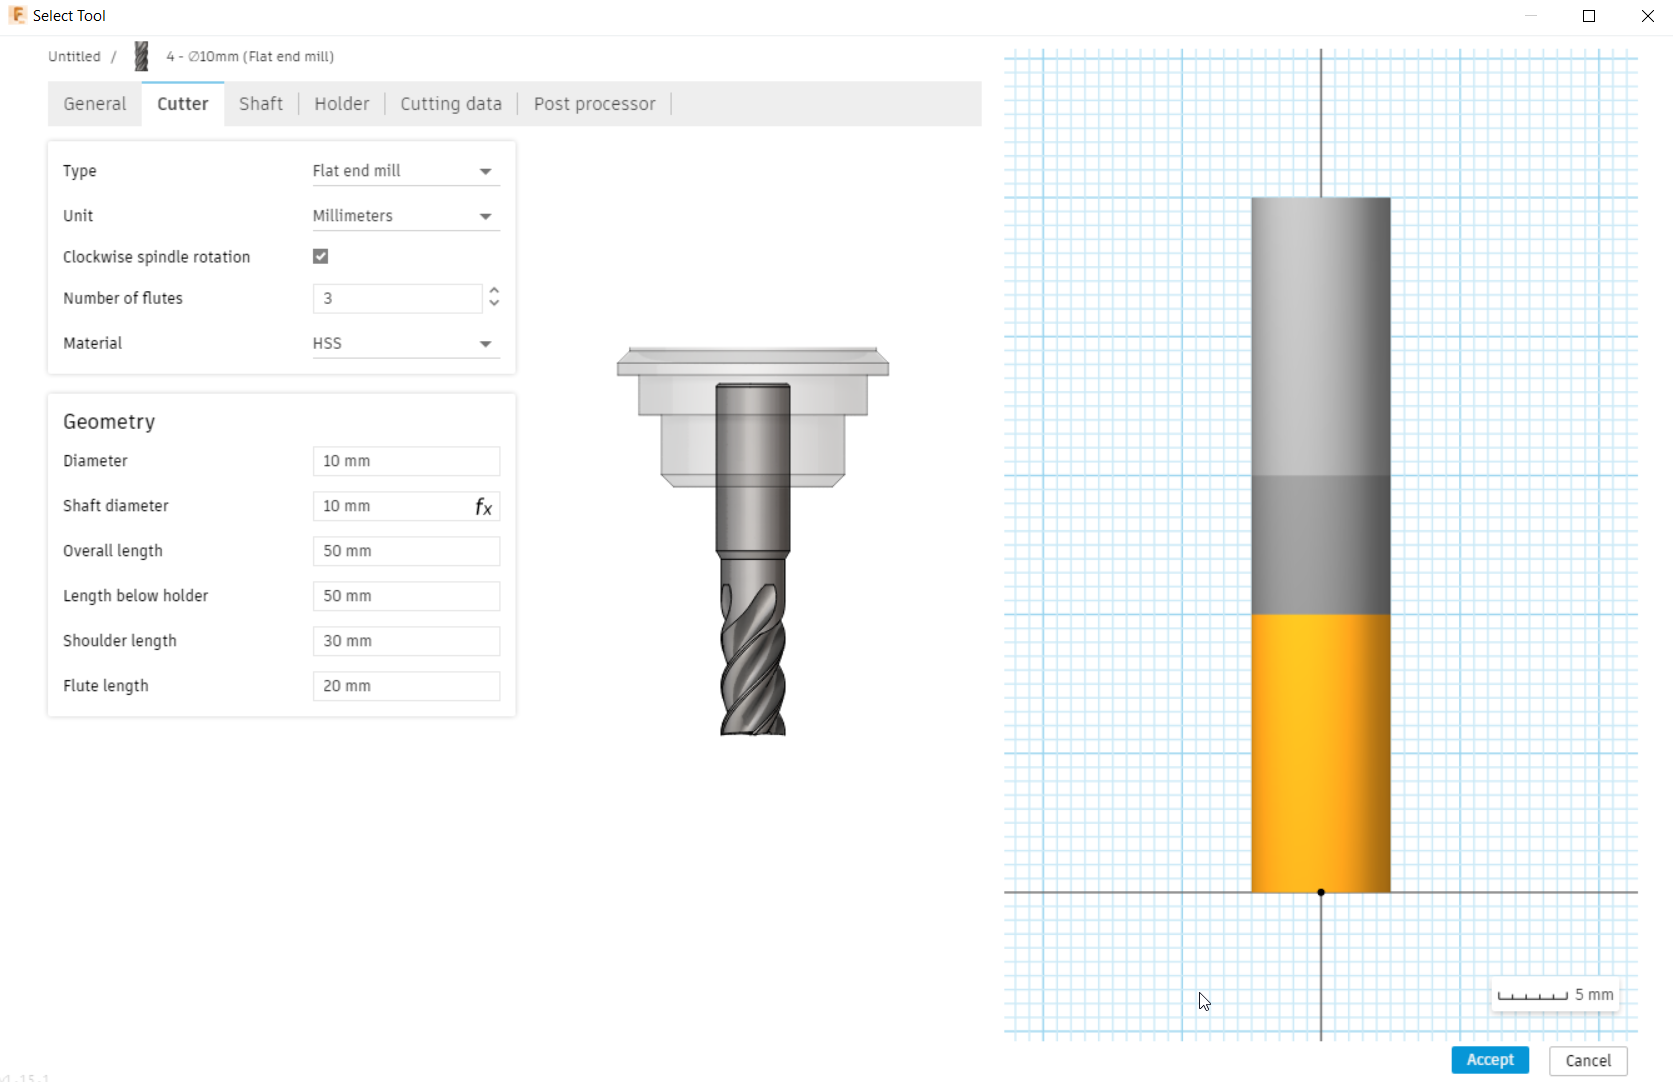 Select Tool
Untitled / 4 - Ø10mm (Flat end mill)
General Cutter Shaft Holder Cutting data Post processor
Type Flat end mill
Unit Millimeters
Clockwise spindle rotation
Number of flutes 3
Material HSS
Geometry
Diameter 10 mm
Shaft diameter 10 mm fx
Overall length 50 mm
Length below holder 50 mm
Shoulder length 30 mm
Flute length 20 mm
5 mm
Accept Cancel